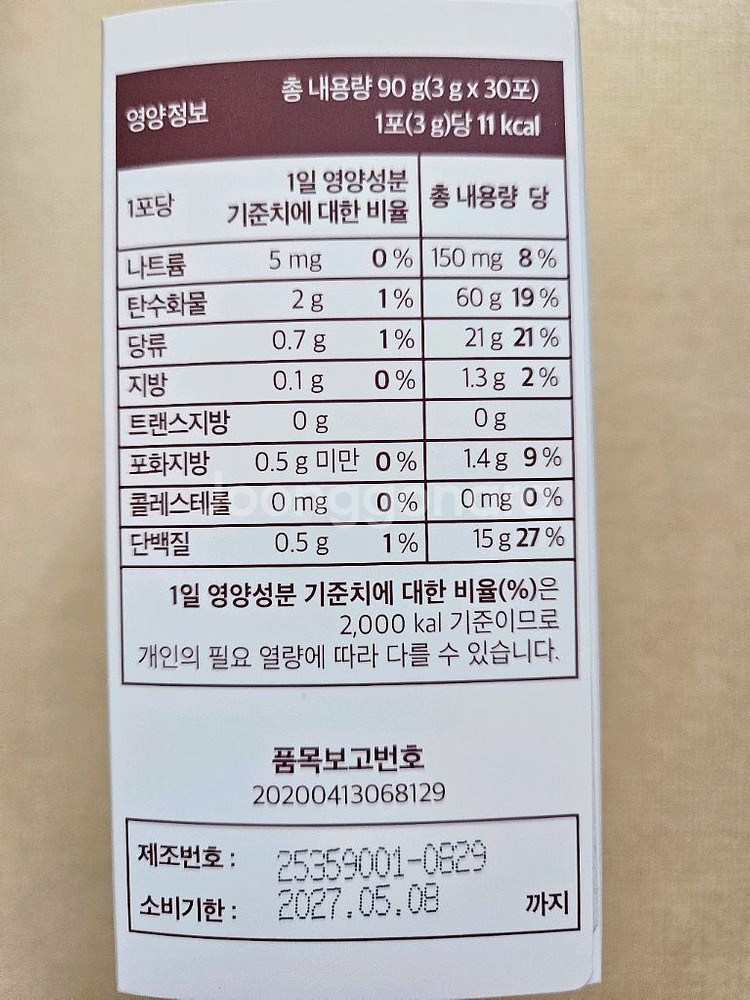 영양정보
총 내용량 90 g(3 g x 30포)
1포(3 g)당 11 kcal
1포당 1일 영양성분 기준치에 대한 비율 총 내용량 당
나트륨 5 mg 0 % 150 mg 8 %
탄수화물 2 g 1 % 60 g 19 %
당류 0.7 g 1 % 21 g 21 %
지방 0.1 g 0 % 1.3 g 2 %
트랜스지방 0 g 0 g
포화지방 0.5 g 미만 0 % 1.4 g 9 %
콜레스테롤 0 mg 0 % 0 mg 0 %
단백질 0.5 g 1 % 15 g 27 %
1일 영양성분 기준치에 대한 비율(%)은
2,000 kal 기준이므로
개인의 필요 열량에 따라 다를 수 있습니다.
품목보고번호
20200413068129
제조번호 : 25359001-0829
소비기한 : 2027.05.08 까지